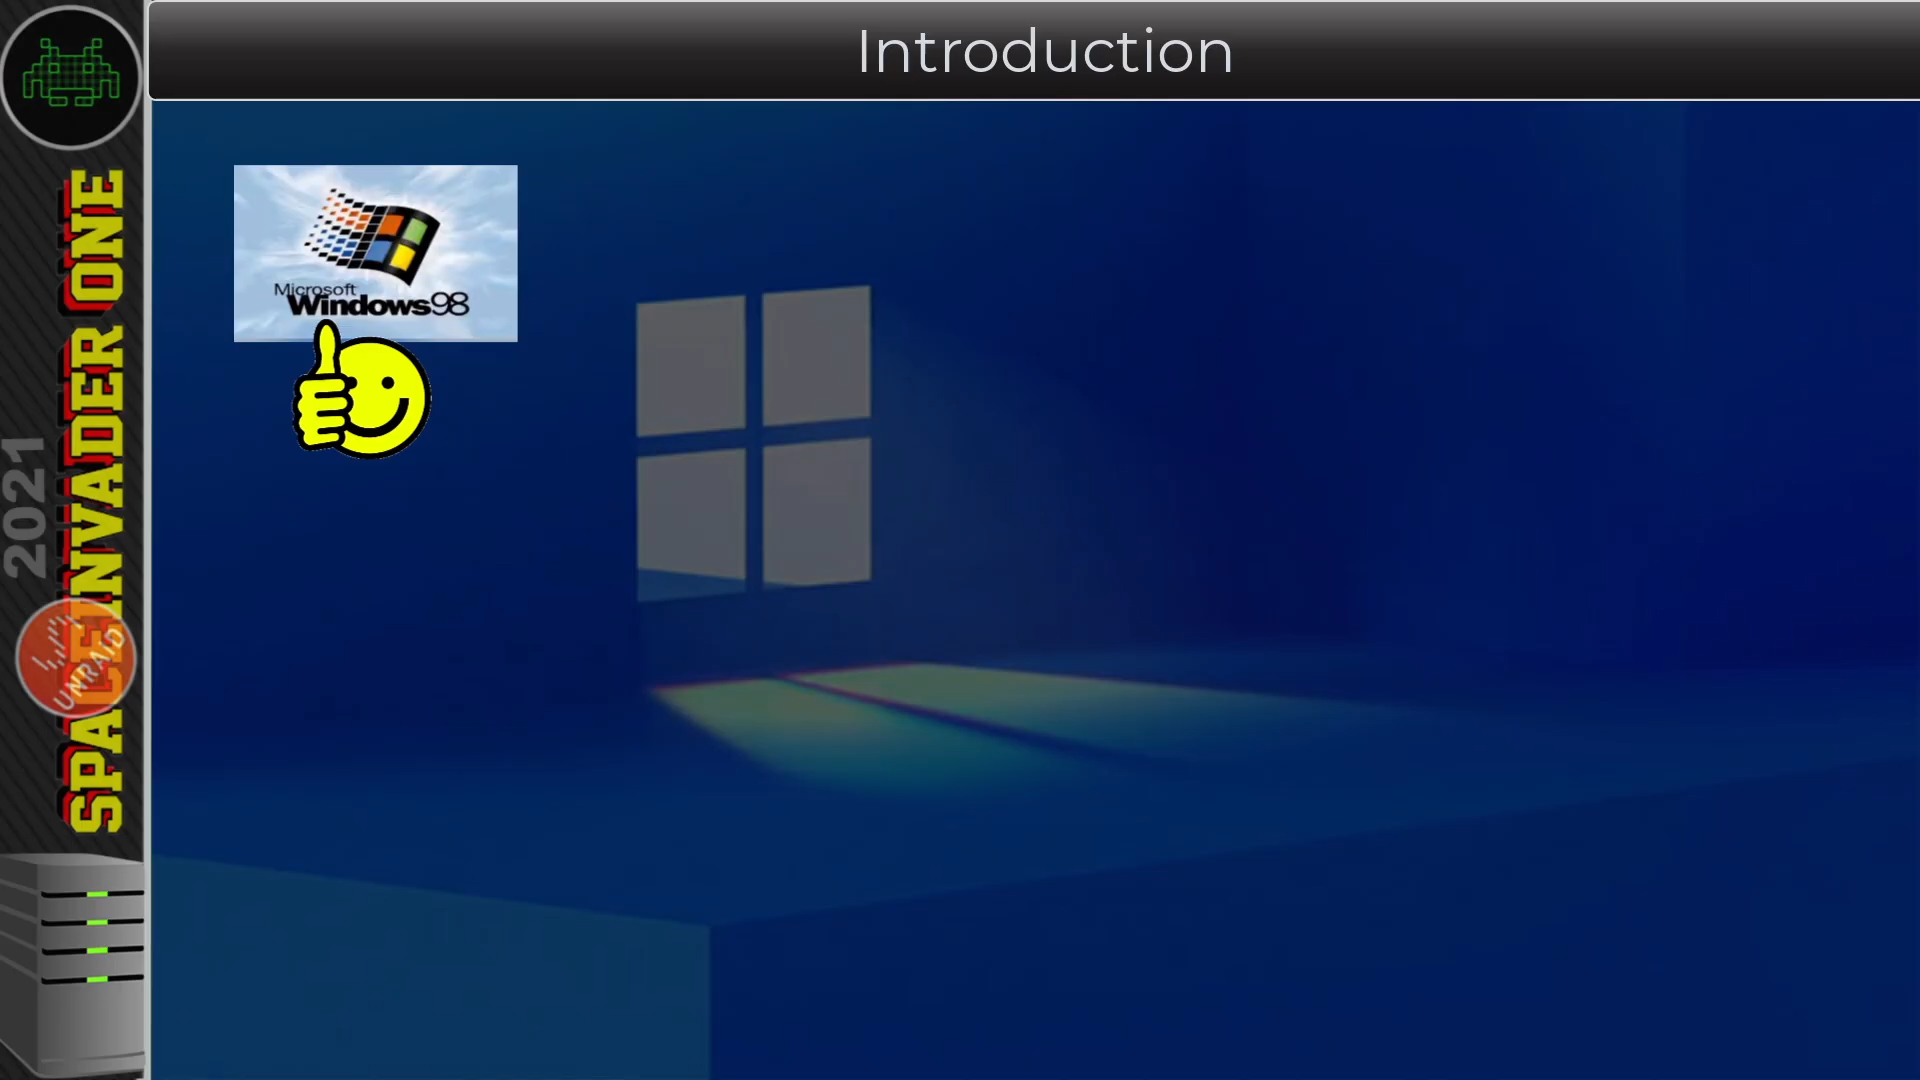 Introduction
Microsoft
Windows98
2021
SPACEINVADER ONE
UNRAID